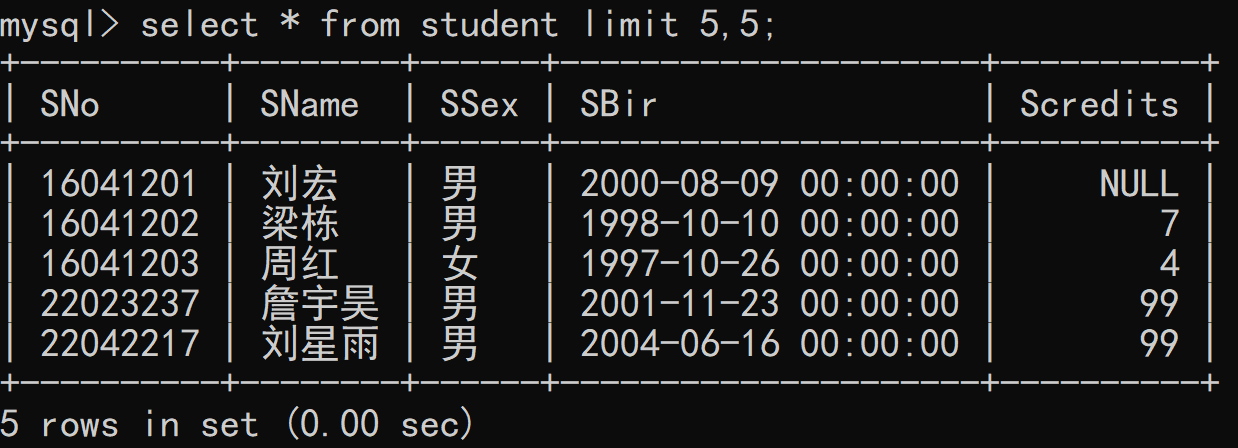 mysql> select * from student limit 5,5;
+----------+--------+------+---------------------+----------+
| SNo      | SName  | SSex | SBir                | Scredits |
+----------+--------+------+---------------------+----------+
| 16041201 | 刘宏   | 男   | 2000-08-09 00:00:00 |     NULL |
| 16041202 | 梁栋   | 男   | 1998-10-10 00:00:00 |        7 |
| 16041203 | 周红   | 女   | 1997-10-26 00:00:00 |        4 |
| 22023237 | 詹宇昊 | 男   | 2001-11-23 00:00:00 |       99 |
| 22042217 | 刘星雨 | 男   | 2004-06-16 00:00:00 |       99 |
+----------+--------+------+---------------------+----------+
5 rows in set (0.00 sec)